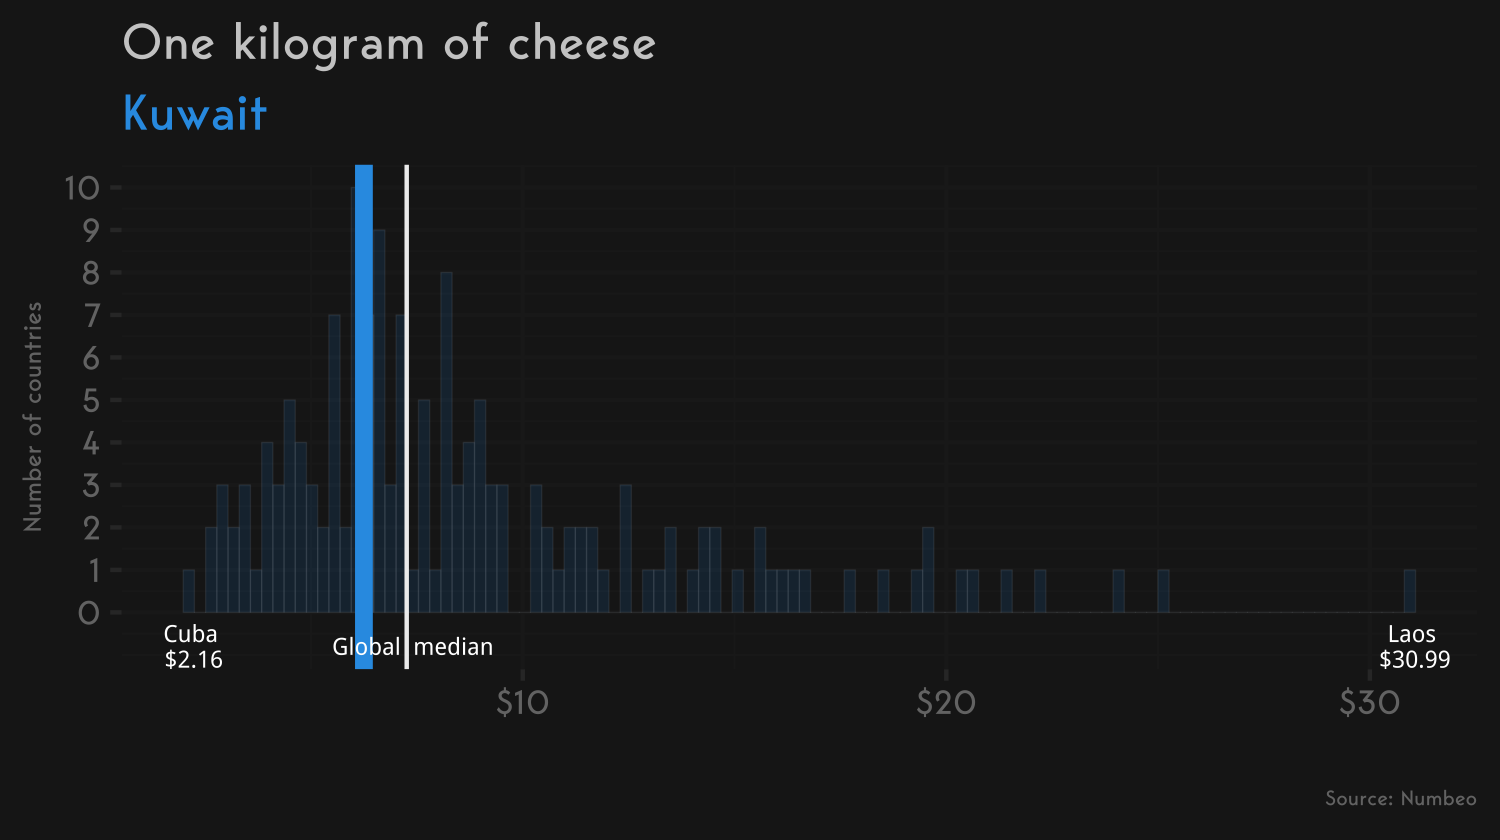 One kilogram of cheese
Kuwait
Number of countries
10
9
8
7
6
5
4
3
2
1
0
Cuba
$2.16
Global median
Laos
$30.99
$10
$20
$30
Source: Numbeo